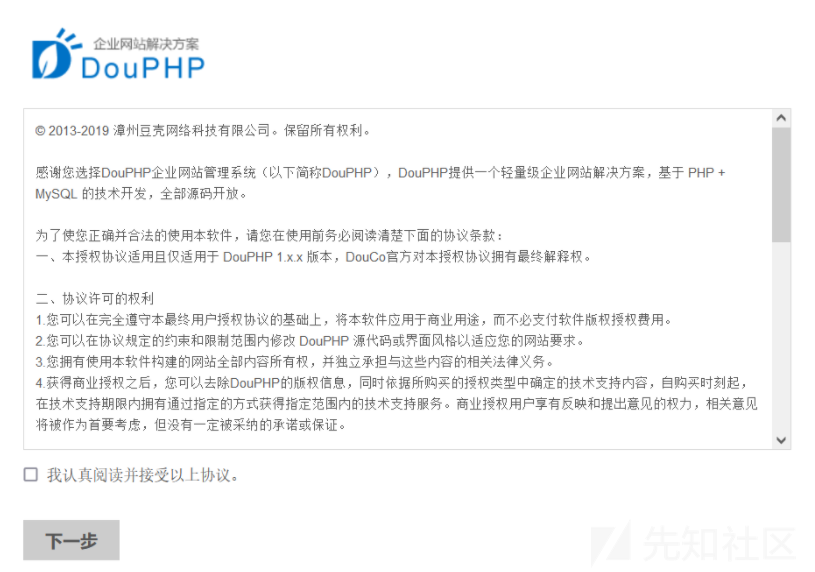 企业网站解决方案
DouPHP
© 2013-2019 漳州豆壳网络科技有限公司。保留所有权利。
感谢您选择DouPHP企业网站管理系统（以下简称DouPHP），DouPHP提供一个轻量级企业网站解决方案，基于 PHP +
MySQL 的技术开发，全部源码开放。
为了使您正确并合法的使用本软件，请您在使用前务必阅读清楚下面的协议条款：
一、本授权协议适用且仅适用于 DouPHP 1.x.x 版本，DouCo官方对本授权协议拥有最终解释权。
二、协议许可的权利
1.您可以在完全遵守本最终用户授权协议的基础上，将本软件应用于商业用途，而不必支付软件版权授权费用。
2.您可以在协议规定的约束和限制范围内修改 DouPHP 源代码或界面风格以适应您的网站要求。
3.您拥有使用本软件构建的网站全部内容所有权，并独立承担与这些内容的相关法律义务。
4.获得商业授权之后，您可以去除DouPHP的版权信息，同时依据所购买的授权类型中确定的技术支持内容，自购买时刻起，
在技术支持期限内拥有通过指定的方式获得指定范围内的技术支持服务。商业授权用户享有反映和提出意见的权力，相关意见
将被作为首要考虑，但没有一定被采纳的承诺或保证。
我认真阅读并接受以上协议。
下一步
先知社区